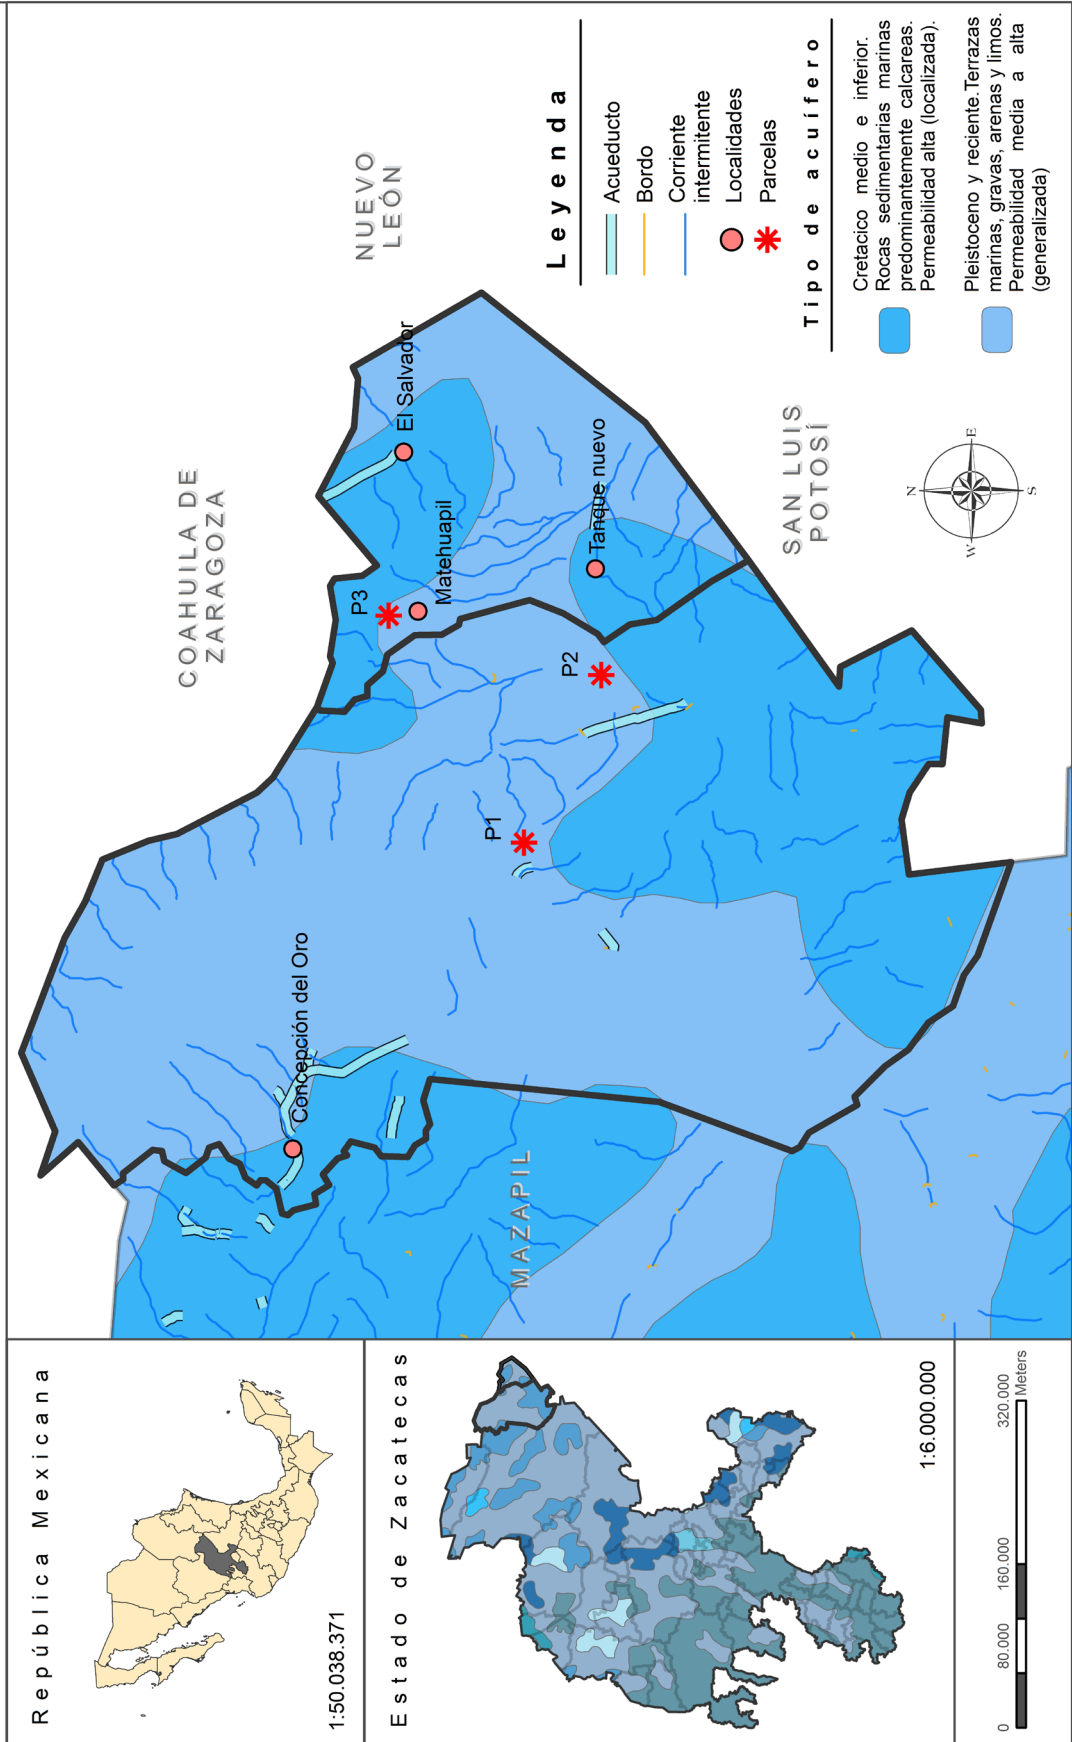 República Mexicana
1:50.038.371
Estado de Zacatecas
1:6.000.000
0
80.000
160.000
320.000
Meters
COAHUILA DE
ZARAGOZA
NUEVO
LEÓN
SAN LUIS
POTOSÍ
MAZAPIL
Concepción del Oro
El Salvador
Matehuapil
Tanque nuevo
P1
P2
P3
N
E
S
W
Leyenda
Acueducto
Bordo
Corriente
intermitente
Localidades
Parcelas
Tipo de acuífero
Cretacico medio e inferior.
Rocas sedimentarias marinas
predominantemente calcareas.
Permeabilidad alta (localizada).
Pleistoceno y reciente.Terrazas
marinas, gravas, arenas y limos.
Permeabilidad media a alta
(generalizada)